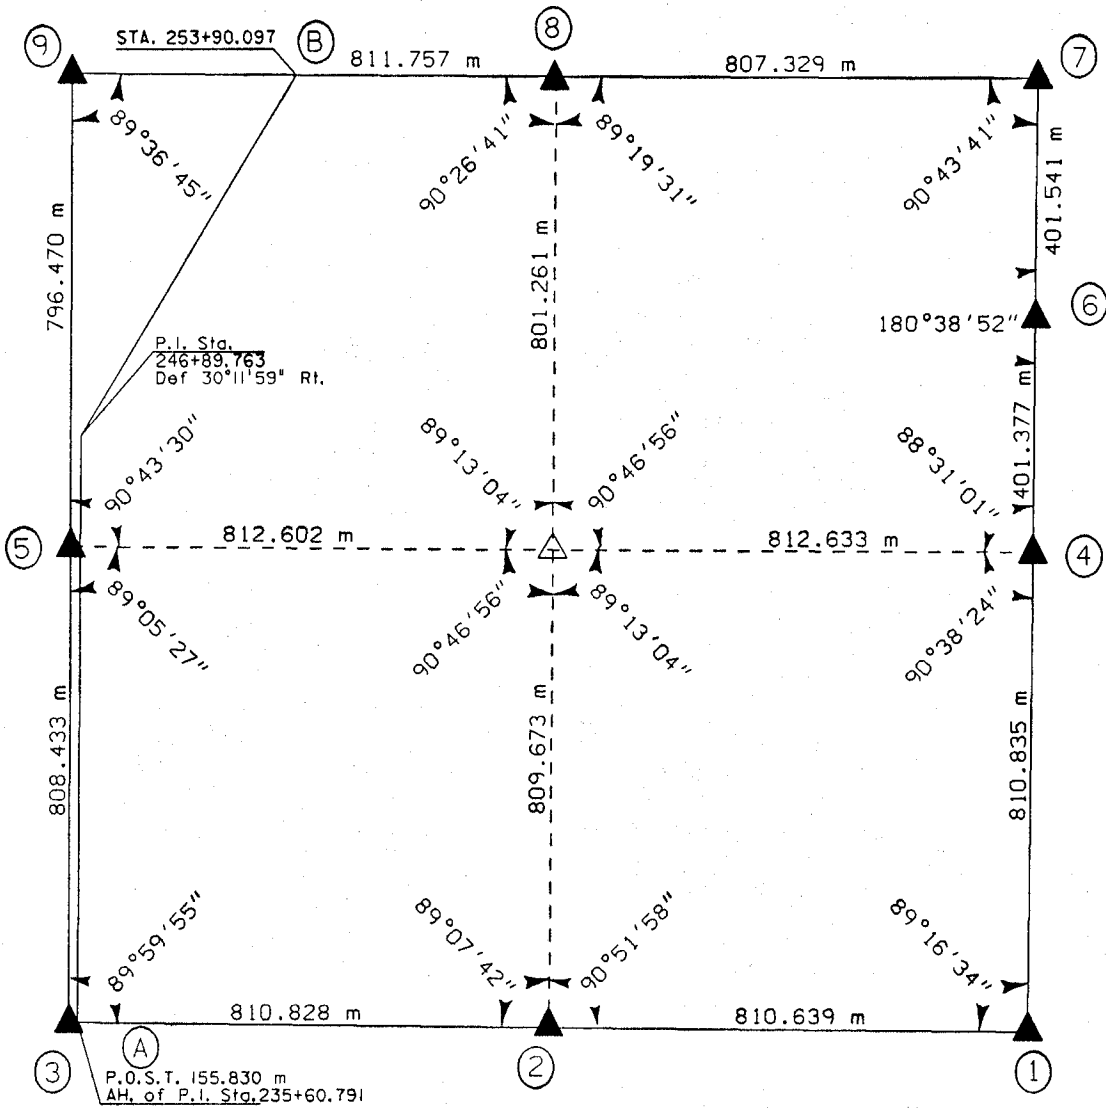 9
STA. 253+90.097
B
8
7
811.757 m
807.329 m
89°36'45"
90°26'41"
89°19'31"
90°43'41"
401.541 m
796.470 m
801.261 m
6
180°38'52"
P.I. Sta.
246+89.763
Def 30°11'59" Rt.
90°43'30"
89°13'04"
90°46'56"
88°31'01"
401.377 m
5
812.602 m
812.633 m
4
89°05'27"
90°46'56"
89°13'04"
90°38'24"
808.433 m
809.673 m
810.835 m
89°59'55"
89°07'42"
90°51'58"
89°16'34"
810.828 m
810.639 m
3
A
2
1
P.O.S.T. 155.830 m
AH. of P.I. Sta.235+60.791